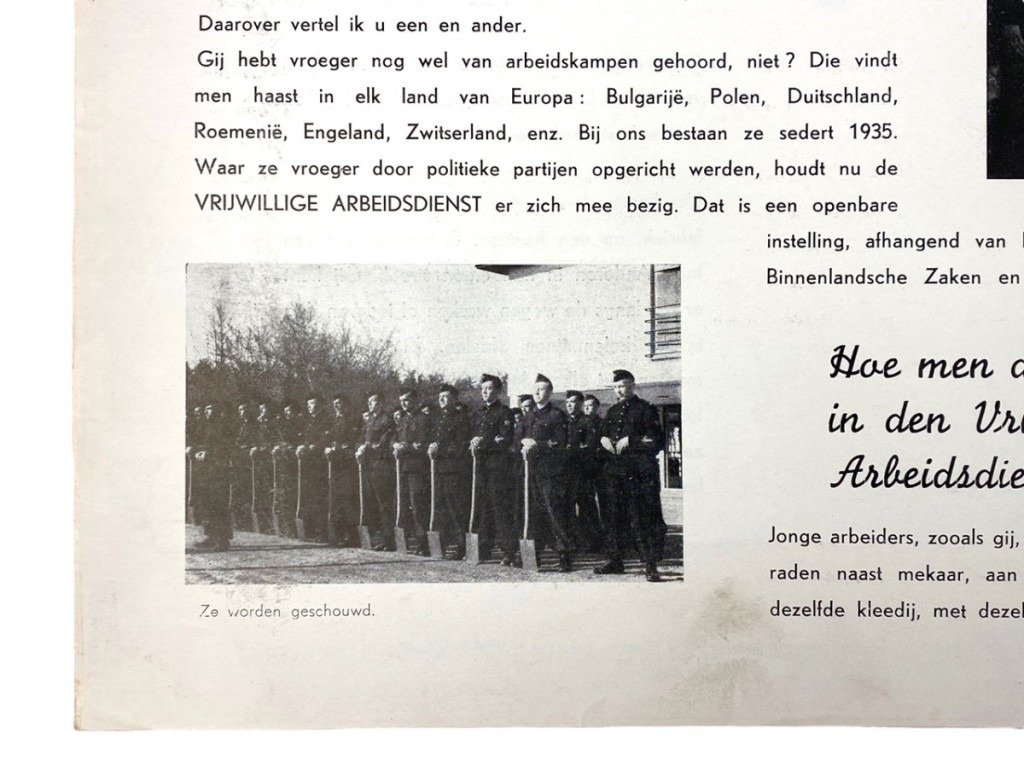 Daarover vertel ik u een en ander.
Gij hebt vroeger nog wel van arbeidskampen gehoord, niet ? Die vindt
men haast in elk land van Europa : Bulgarijë, Polen, Duitschland,
Roemenië, Engeland, Zwitserland, enz. Bij ons bestaan ze sedert 1935.
Waar ze vroeger door politieke partijen opgericht werden, houdt nu de
VRIJWILLIGE ARBEIDSDIENST er zich mee bezig. Dat is een openbare
instelling, afhangend van
Binnenlandsche Zaken en
Ze worden geschouwd.
Hoe men
in den
Arbeidsdie
Jonge arbeiders, zooals gij,
raden naast mekaar, aan
dezelfde kleedij, met dezel